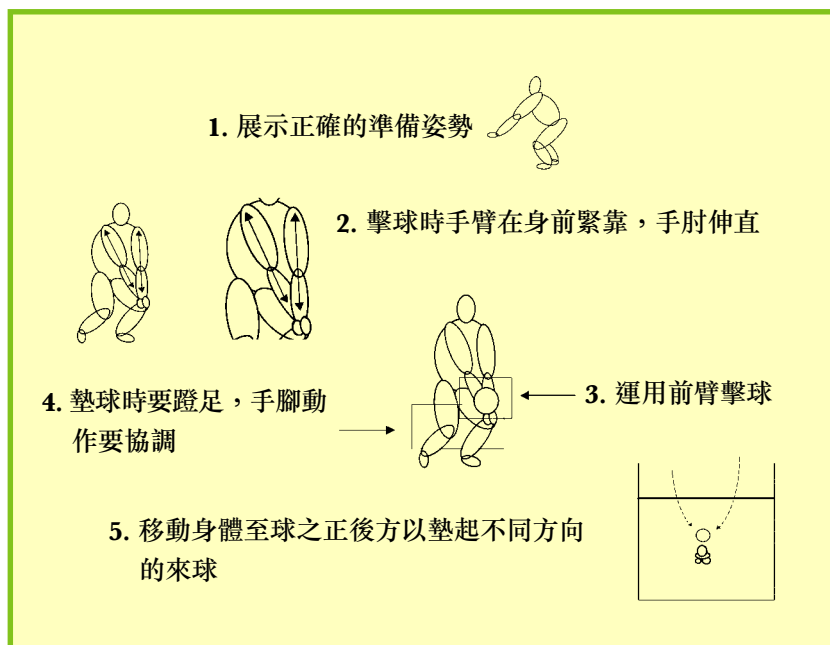 1. 展示正確的準備姿勢
2. 擊球時手臂在身前緊靠，手肘伸直
3. 運用前臂擊球
4. 墊球時要蹬足，手腳動
作要協調
5. 移動身體至球之正後方以墊起不同方向
的來球